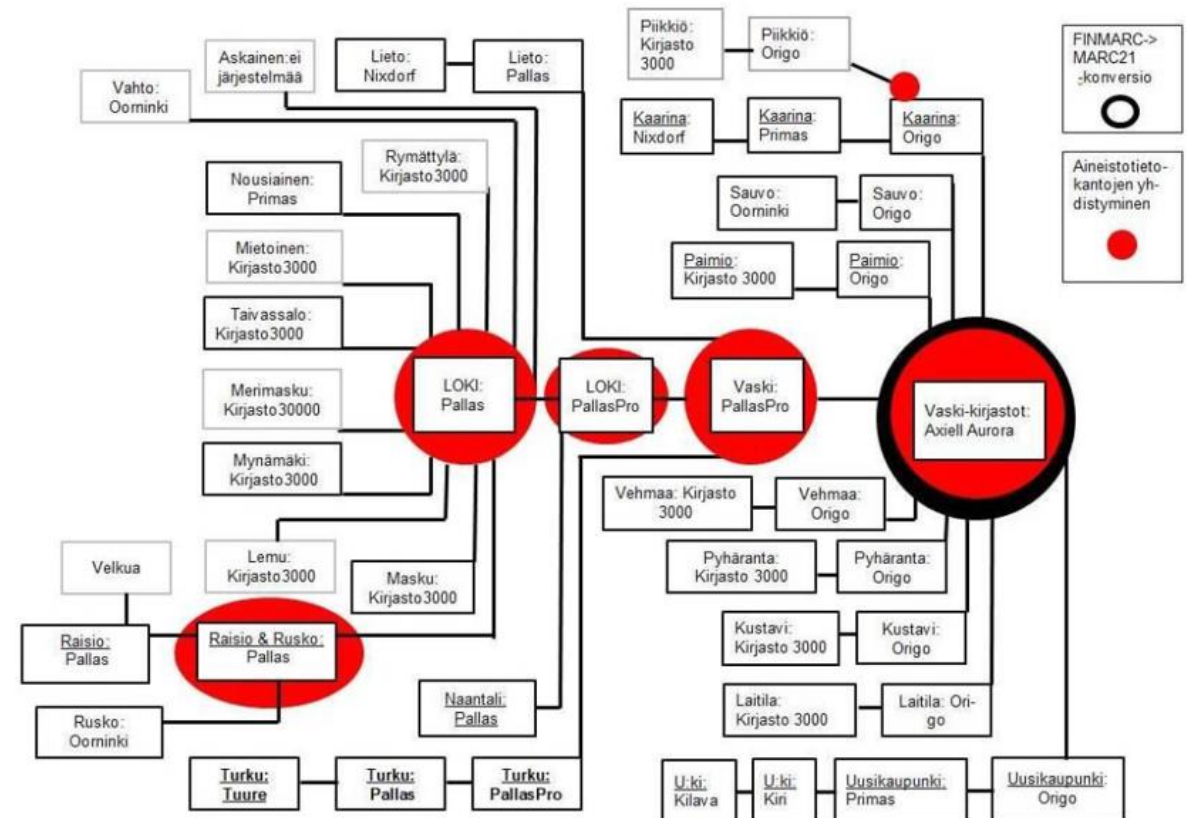 Askainen:ei
järjestelmää
Lieto:
Nixdorf
Lieto:
Pallas
Piikkiö:
Kirjasto
3000
Piikkiö:
Origo
FINMARC->
MARC21
-konversio
Vahto:
Oorninki
Kaarina:
Nixdorf
Kaarina:
Primas
Kaarina:
Origo
Rymättylä:
Kirjasto3000
Aineistotieto-
kantojen yh-
distyminen
Nousiainen:
Primas
Sauvo:
Oorninki
Sauvo:
Origo
Mietoinen:
Kirjasto3000
Paimio:
Kirjasto 3000
Paimio:
Origo
Taivassalo:
Kirjasto3000
LOKI:
Pallas
LOKI:
PallasPro
Vaski:
PallasPro
Vaski-kirjastot:
Axiell Aurora
Merimasku:
Kirjasto30000
Mynämäki:
Kirjasto3000
Vehmaa: Kirjasto
3000
Vehmaa:
Origo
Velkua
Lemu:
Kirjasto3000
Masku:
Kirjasto3000
Pyhäranta:
Kirjasto 3000
Pyhäranta:
Origo
Raisio:
Pallas
Raisio & Rusko:
Pallas
Kustavi:
Kirjasto 3000
Kustavi:
Origo
Naantali:
Pallas
Laitila:
Kirjasto 3000
Laitila: Ori-
go
Rusko:
Oorninki
Turku:
Tuure
Turku:
Pallas
Turku:
PallasPro
U:ki:
Kilava
U:ki:
Kiri
Uusikaupunki:
Primas
Uusikaupunki:
Origo